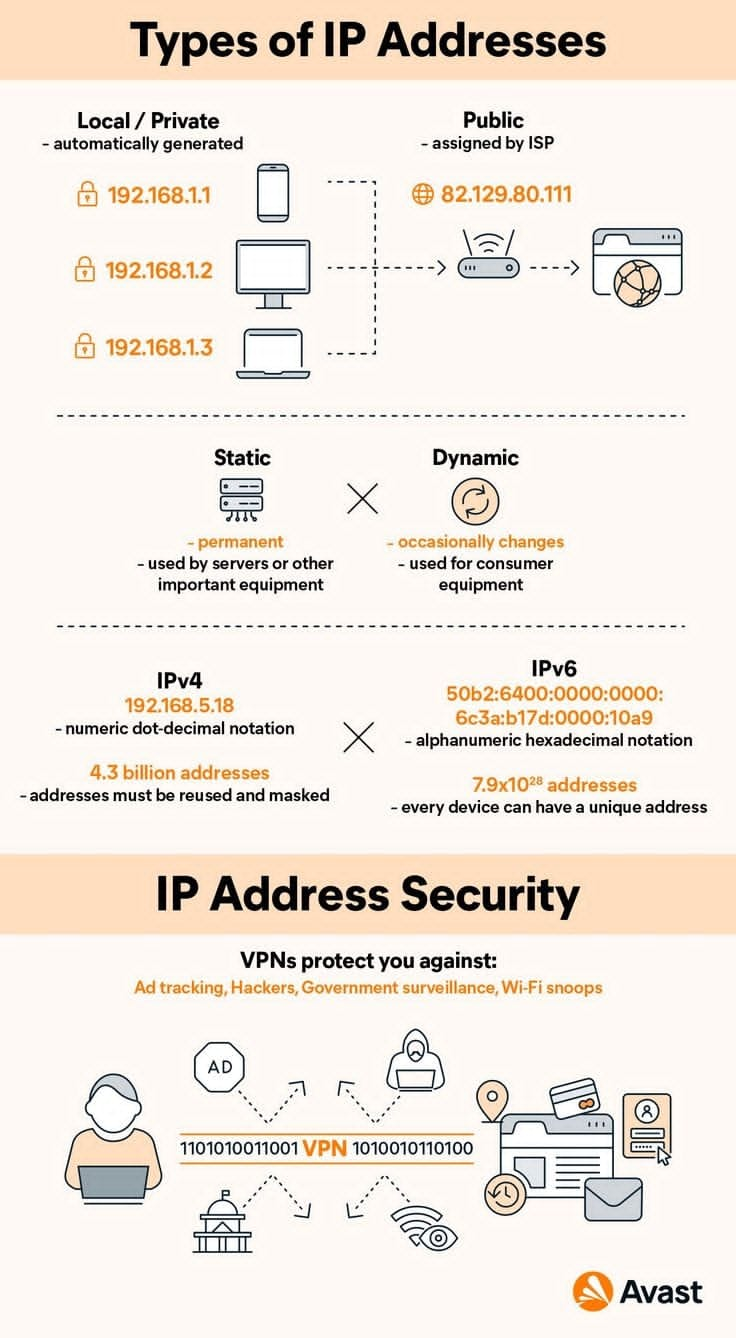 Types of IP Addresses
Local / Private
- automatically generated
192.168.1.1
192.168.1.2
192.168.1.3
Public
- assigned by ISP
82.129.80.111
Static
- permanent
- used by servers or other
important equipment
Dynamic
- occasionally changes
- used for consumer
equipment
IPv4
192.168.5.18
- numeric dot-decimal notation
4.3 billion addresses
- addresses must be reused and masked
IPv6
50b2:6400:0000:0000:
6c3a:b17d:0000:10a9
- alphanumeric hexadecimal notation
7.9x10²⁸ addresses
- every device can have a unique address
IP Address Security
VPNs protect you against:
Ad tracking, Hackers, Government surveillance, Wi-Fi snoops
AD
1101010011001 VPN 1010010110100
Avast